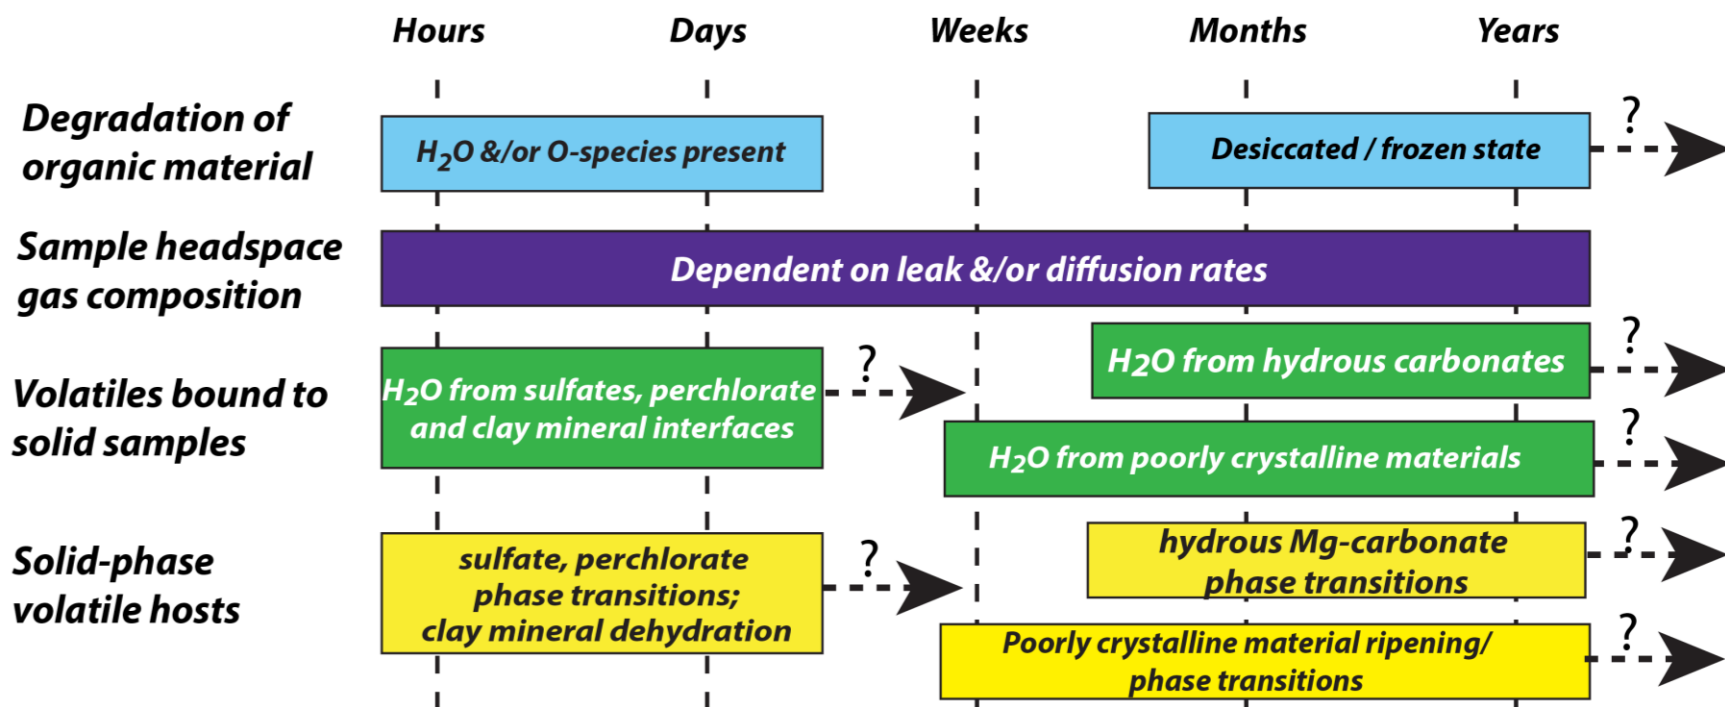 Hours Days Weeks Months Years
Degradation of
organic material
H2O &/or O-species present
Desiccated / frozen state
?
Sample headspace
gas composition
Dependent on leak &/or diffusion rates
Volatiles bound to
solid samples
H2O from sulfates, perchlorate
and clay mineral interfaces
?
H2O from hydrous carbonates
?
H2O from poorly crystalline materials
?
Solid-phase
volatile hosts
sulfate, perchlorate
phase transitions;
clay mineral dehydration
?
hydrous Mg-carbonate
phase transitions
?
Poorly crystalline material ripening/
phase transitions
?